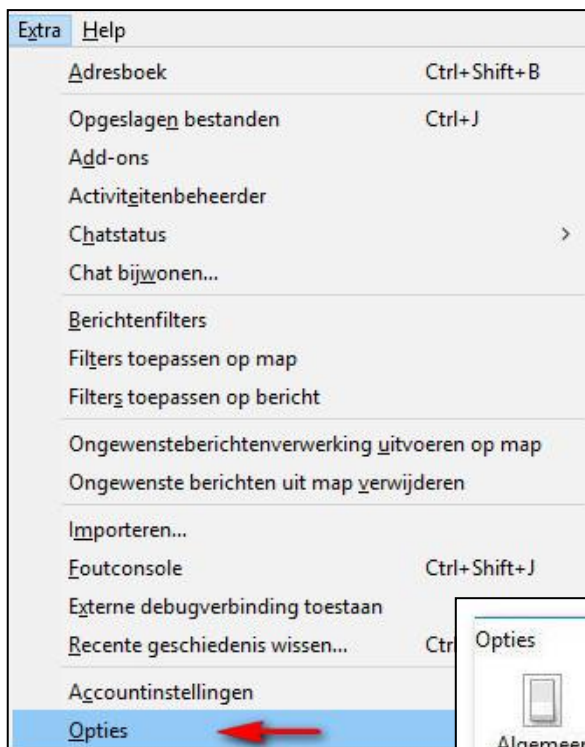 Extra Help
Adresboek Ctrl+Shift+B
Opgeslagen bestanden Ctrl+J
Add-ons
Activiteitenbeheerder
Chatstatus >
Chat bijwonen...
Berichtenfilters
Filters toepassen op map
Filters toepassen op bericht
Ongewensteberichtenverwerking uitvoeren op map
Ongewenste berichten uit map verwijderen
Importeren...
Foutconsole Ctrl+Shift+J
Externe debugverbinding toestaan
Recente geschiedenis wissen... Ctrl
Accountinstellingen
Opties
Opties